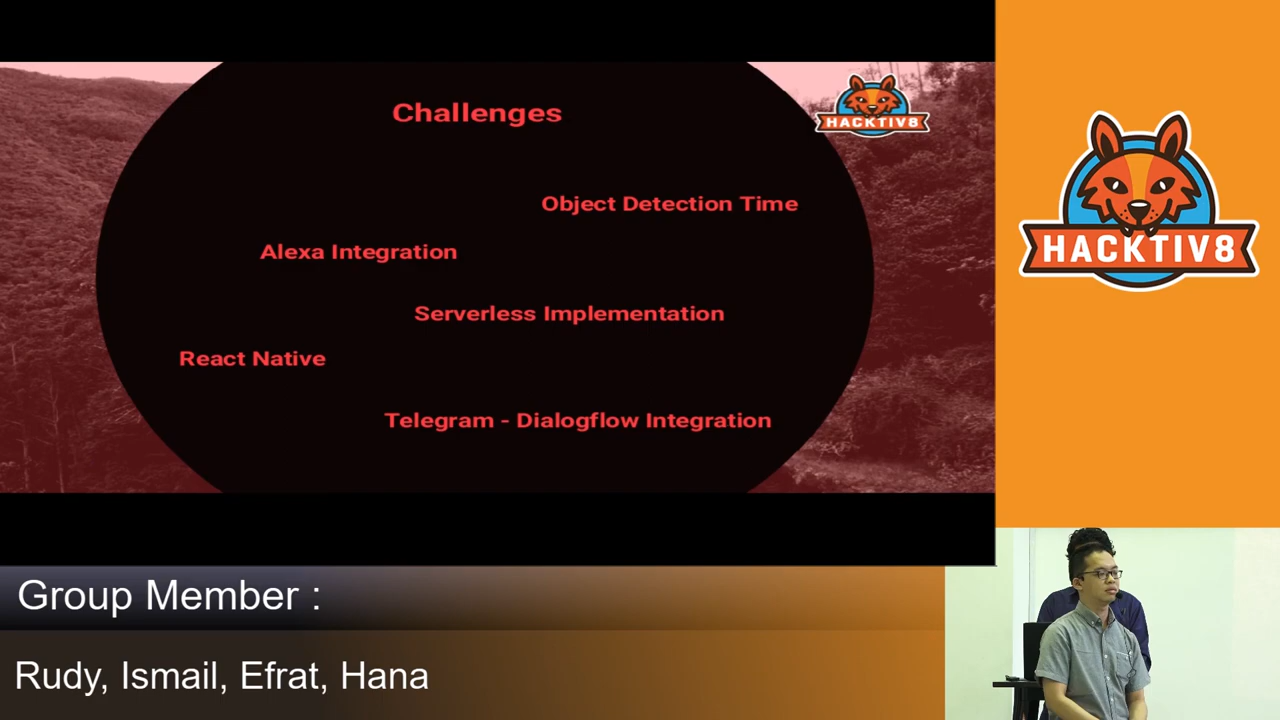 Challenges
HACKTIV8
Object Detection Time
Alexa Integration
Serverless Implementation
React Native
Telegram - Dialogflow Integration
HACKTIV8
Group Member :
Rudy, Ismail, Efrat, Hana